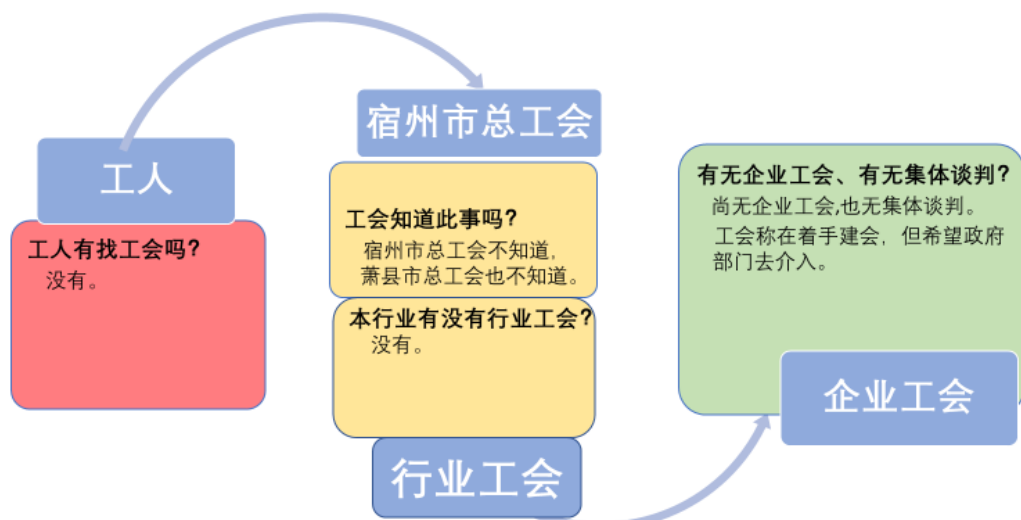 工人
工人有找工会吗?
没有。
宿州市总工会
工会知道此事吗?
宿州市总工会不知道,
萧县市总工会也不知道。
本行业有没有行业工会?
没有。
行业工会
有无企业工会、有无集体谈判?
尚无企业工会,也无集体谈判。
工会称在着手建会，但希望政府
部门去介入。
企业工会